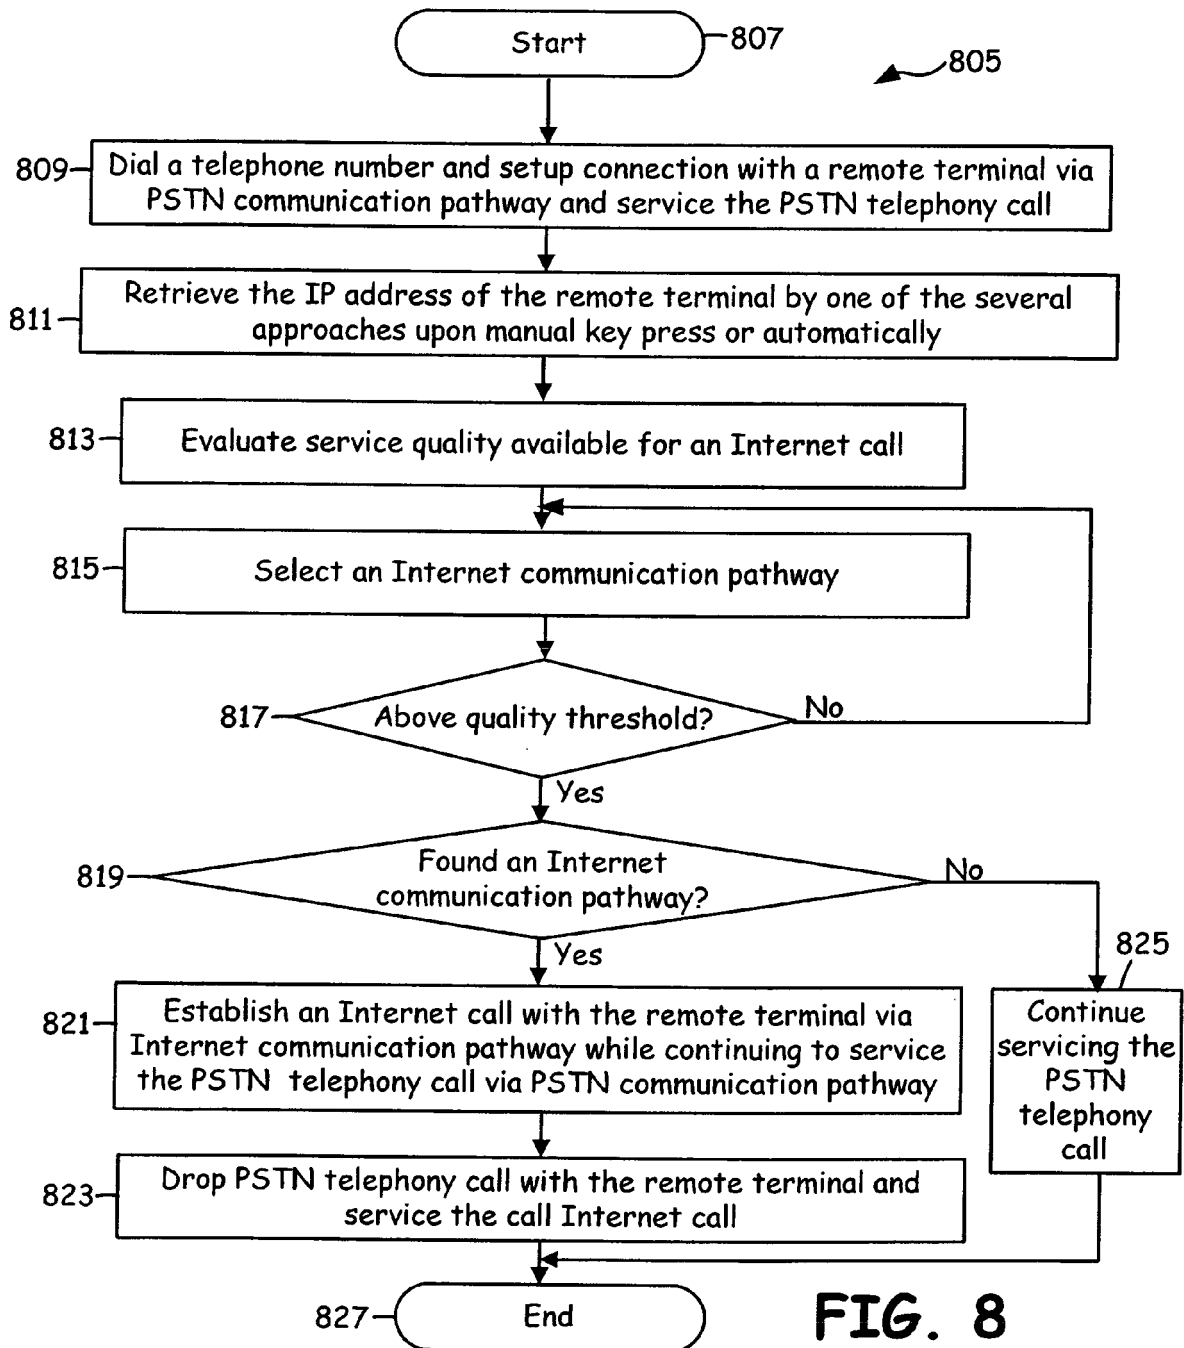 Start
807
805
809
Dial a telephone number and setup connection with a remote terminal via
PSTN communication pathway and service the PSTN telephony call
811
Retrieve the IP address of the remote terminal by one of the several
approaches upon manual key press or automatically
813
Evaluate service quality available for an Internet call
815
Select an Internet communication pathway
817
Above quality threshold?
No
Yes
819
Found an Internet
communication pathway?
No
Yes
825
821
Establish an Internet call with the remote terminal via
Internet communication pathway while continuing to service
the PSTN telephony call via PSTN communication pathway
Continue
servicing the
PSTN
telephony
call
823
Drop PSTN telephony call with the remote terminal and
service the call Internet call
827
End
FIG. 8